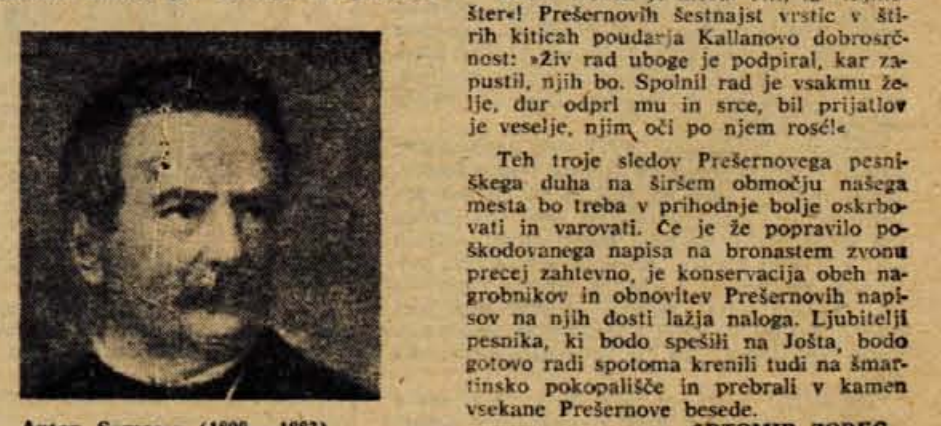 šter«! Prešernovih šestnajst vrstic v šti-
rih kiticah poudarja Kallanovo dobrosrč-
nost: »Živ rad uboge je podpiral, kar za-
pustil, njih bo. Spolnil rad je vsakmu že-
lje, dur odprl mu in srce, bil prijatlov
je veselje, njim oči po njem rosé!«
Teh troje sledov Prešernovega pesni-
škega duha na širšem območju našega
mesta bo treba v prihodnje bolje oskrbo-
vati in varovati. Če je že popravilo po-
škodovanega napisa na bronastem zvonu
precej zahtevno, je konservacija obeh na-
grobnikov in obnovitev Prešernovih napi-
sov na njih dosti lažja naloga. Ljubitelji
pesnika, ki bodo spešili na Jošta, bodo
gotovo radi spotoma krenili tudi na šmar-
tinsko pokopališče in prebrali v kamen
vsekane Prešernove besede.